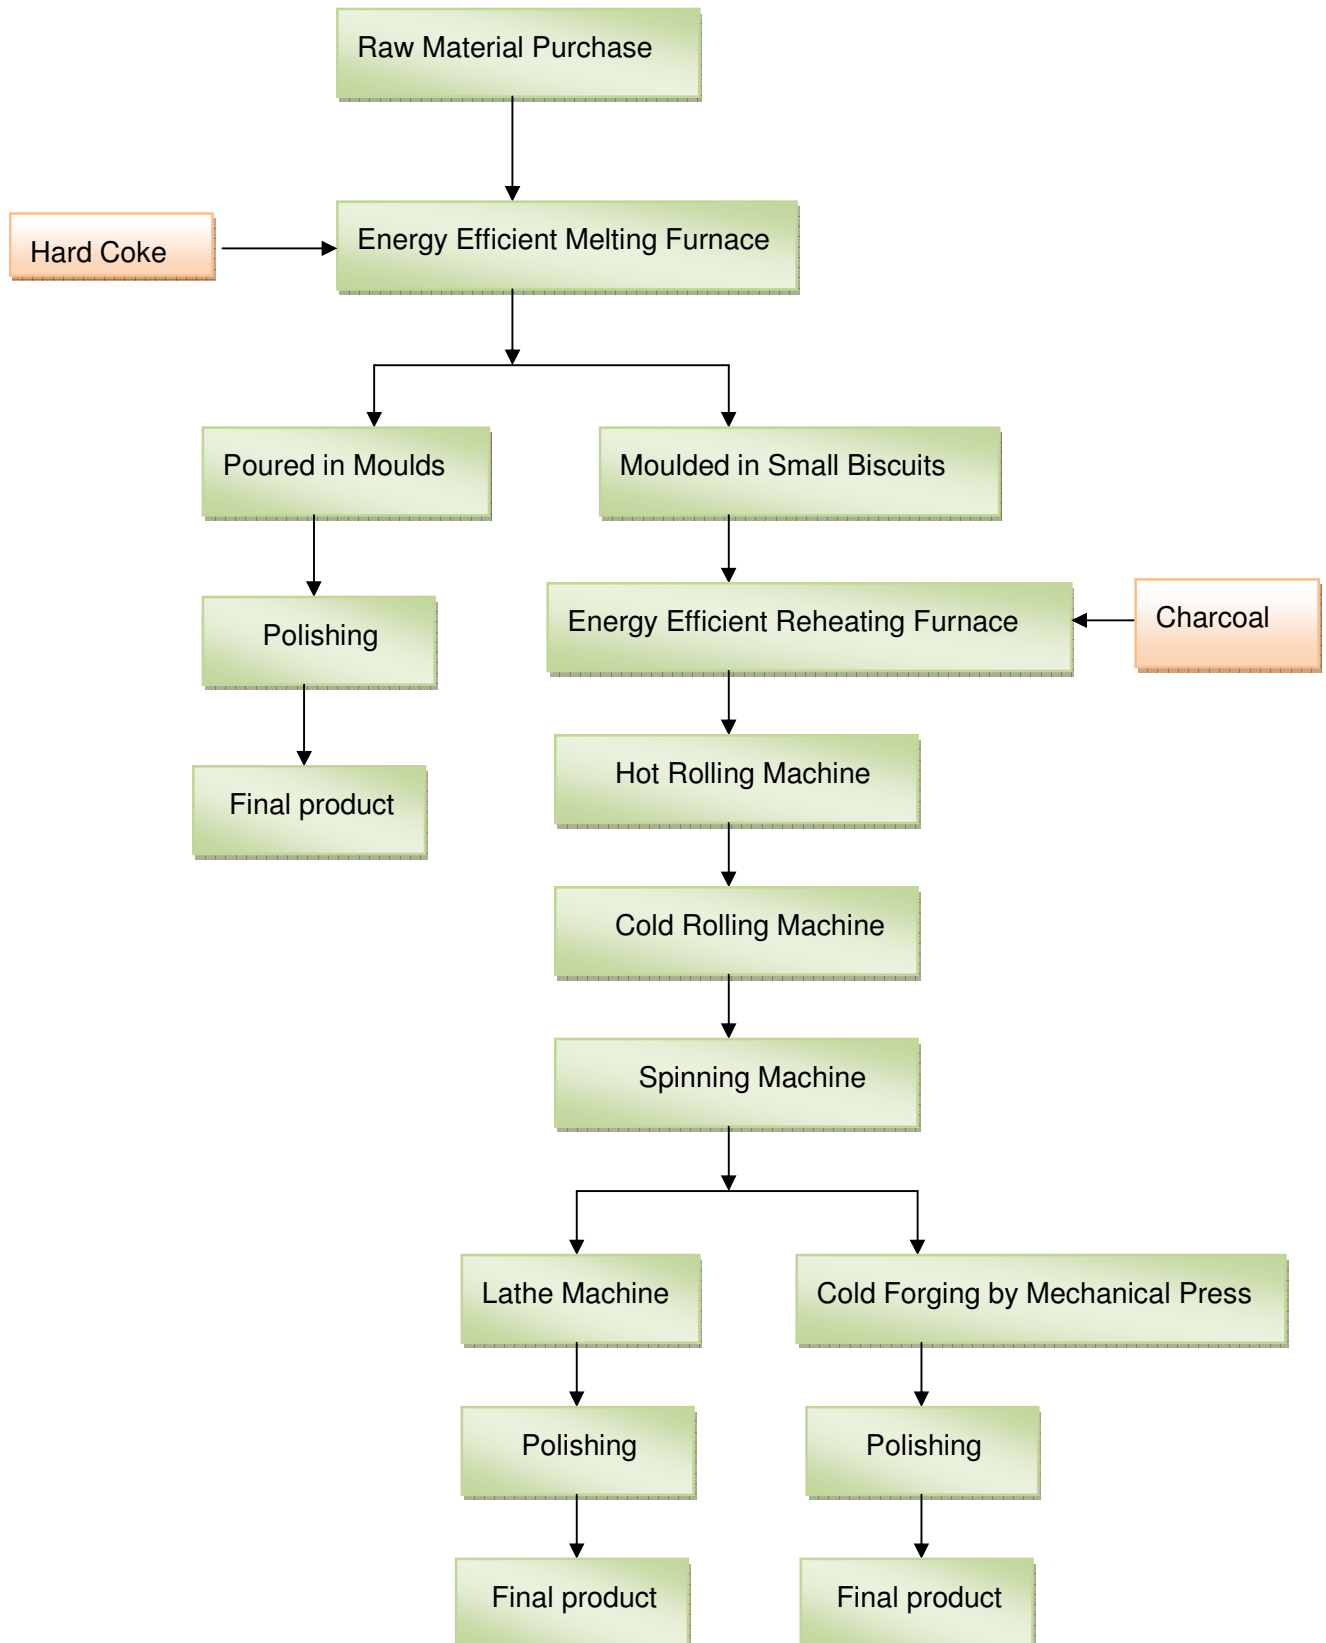 Raw Material Purchase
Hard Coke
Energy Efficient Melting Furnace
Poured in Moulds
Moulded in Small Biscuits
Polishing
Energy Efficient Reheating Furnace
Charcoal
Final product
Hot Rolling Machine
Cold Rolling Machine
Spinning Machine
Lathe Machine
Cold Forging by Mechanical Press
Polishing
Polishing
Final product
Final product